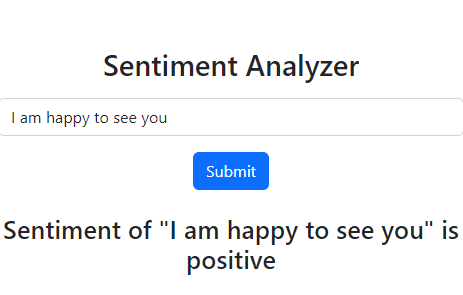 Sentiment Analyzer
I am happy to see you
Submit
Sentiment of "I am happy to see you" is
positive